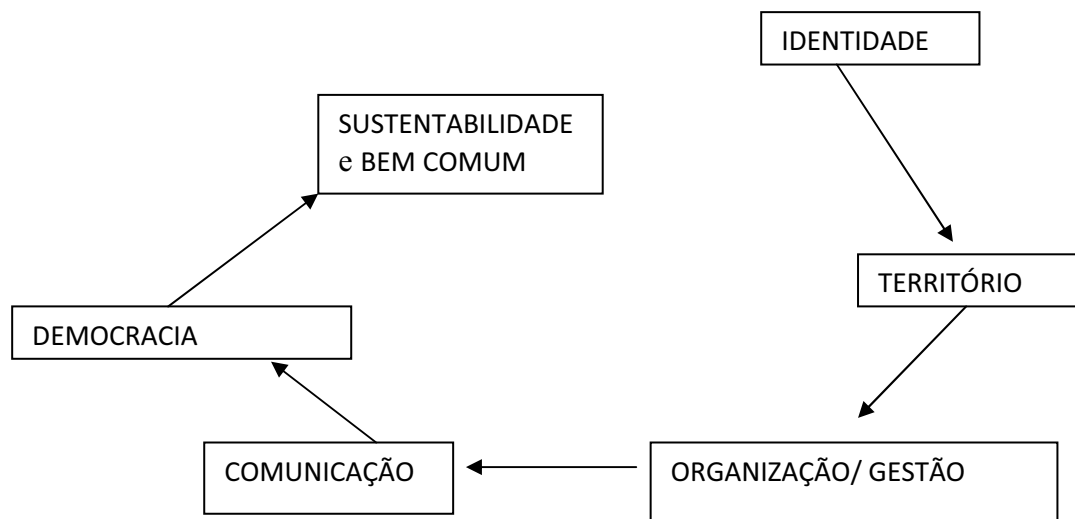 IDENTIDADE
SUSTENTABILIDADE
e BEM COMUM
TERRITÓRIO
DEMOCRACIA
COMUNICAÇÃO
ORGANIZAÇÃO/ GESTÃO